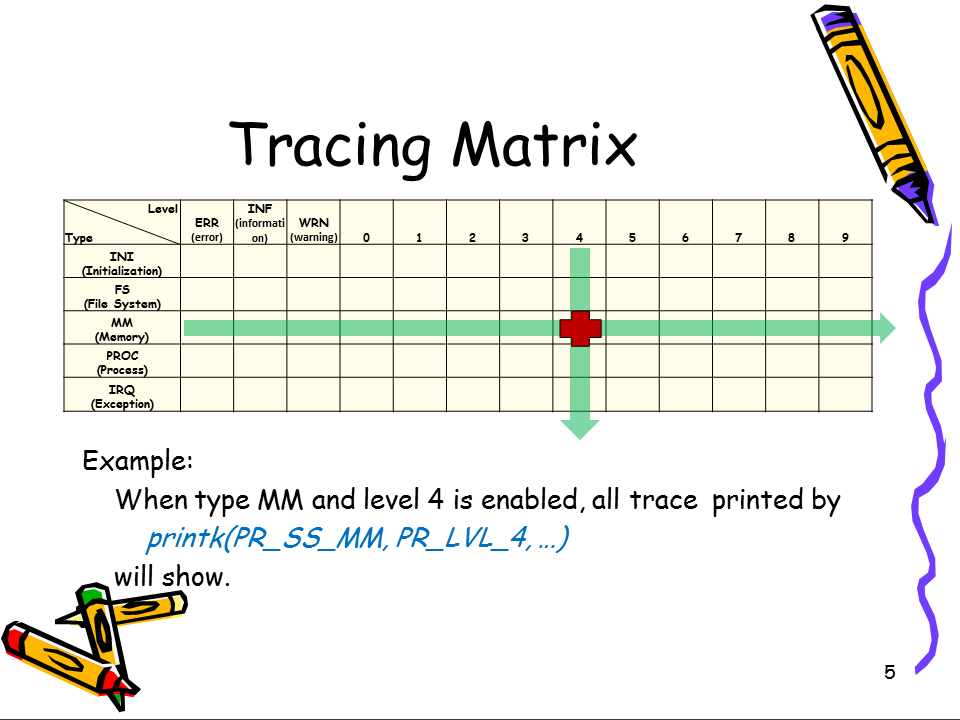 Tracing Matrix
Level
Type
ERR
(error)
INF
(informati
on)
WRN
(warning)
0 1 2 3 4 5 6 7 8 9
INI
(Initialization)
FS
(File System)
MM
(Memory)
PROC
(Process)
IRQ
(Exception)
Example:
When type MM and level 4 is enabled, all trace printed by
printk(PR_SS_MM, PR_LVL_4, …)
will show.
5